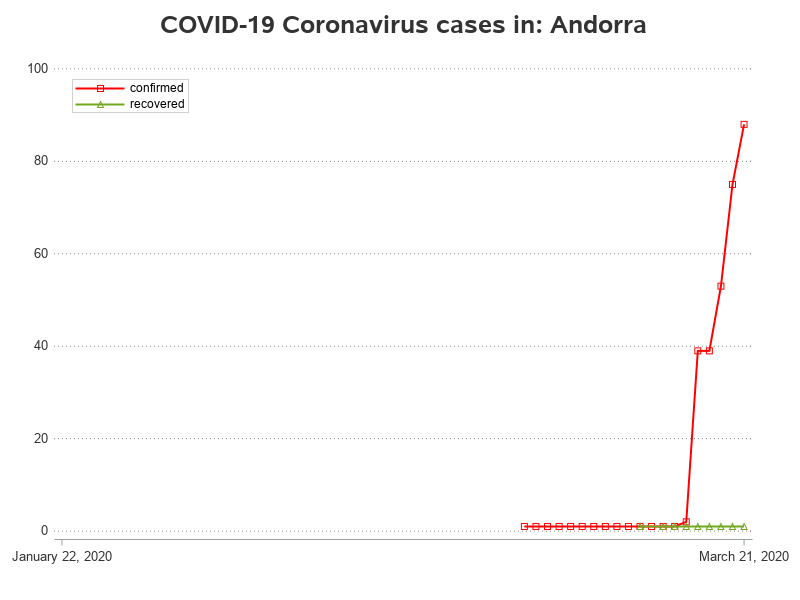 COVID-19 Coronavirus cases in: Andorra
100
confirmed
recovered
80
60
40
20
0
January 22, 2020
March 21, 2020